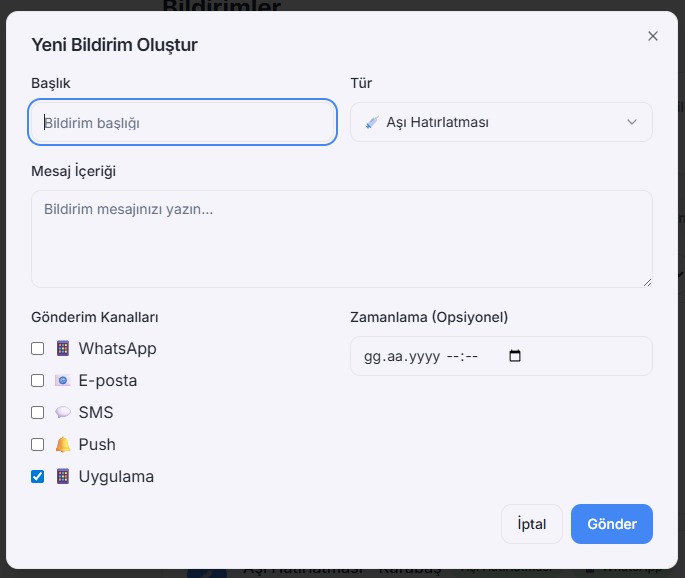 Bildirimler
Yeni Bildirim Oluştur
Başlık
Tür
Bildirim başlığı
Aşı Hatırlatması
Mesaj İçeriği
Bildirim mesajınızı yazın...
Gönderim Kanalları
Zamanlama (Opsiyonel)
WhatsApp
gg.aa.yyyy --:--
E-posta
SMS
Push
Uygulama
İptal
Gönder
Aşı Hatırlatması - Karabaş